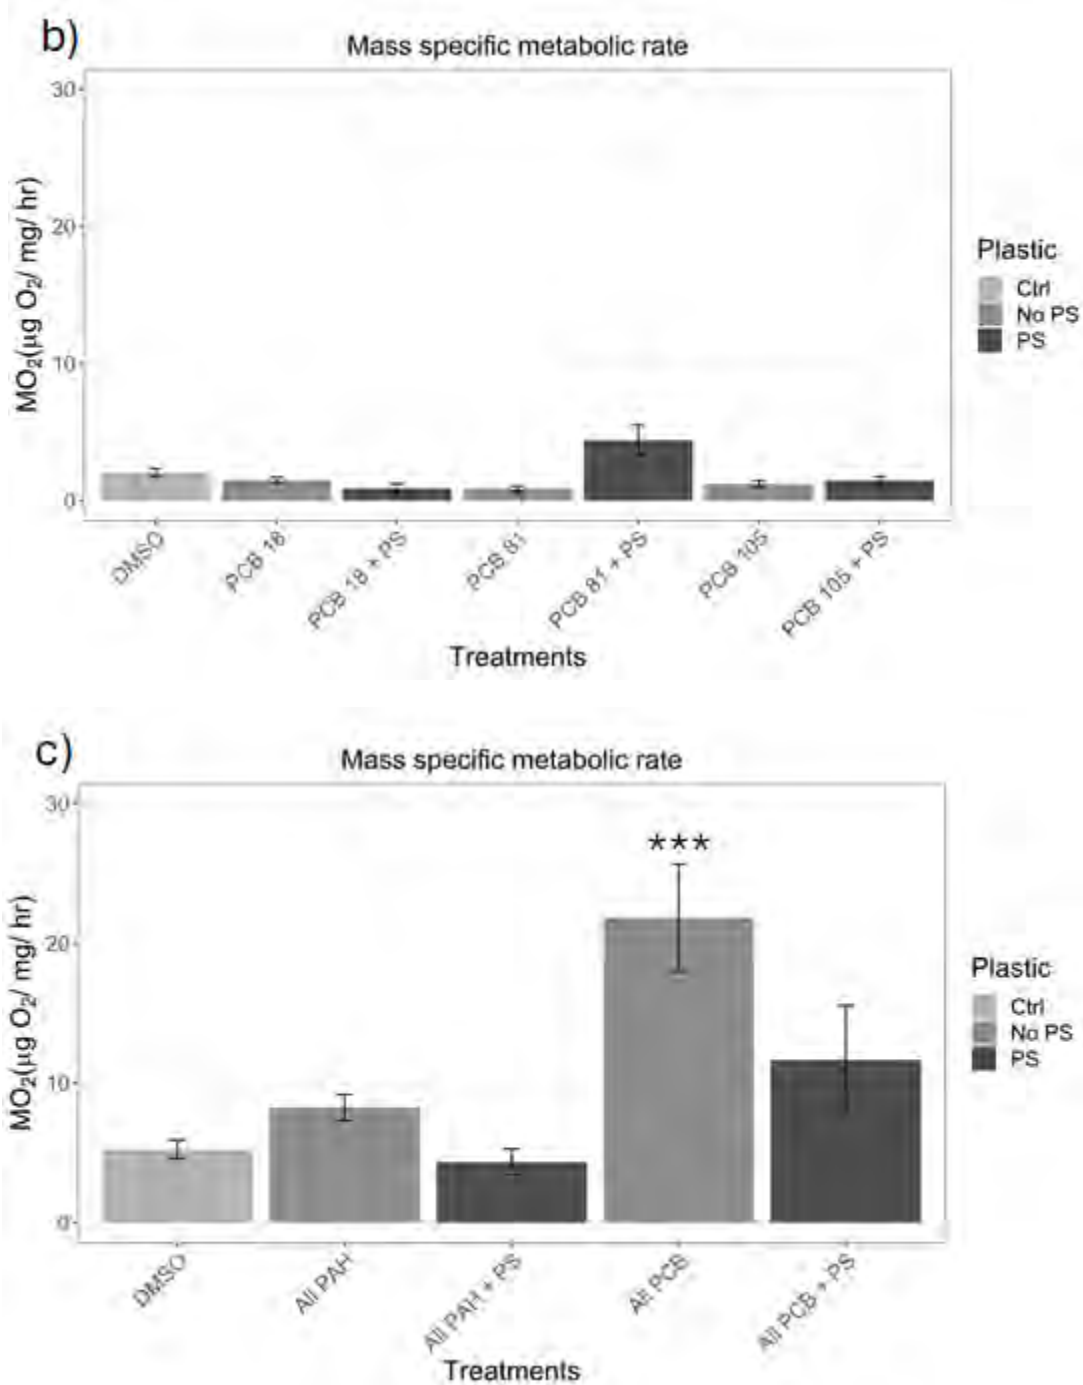 b)
Mass specific metabolic rate
30
20
10
0
MO₂(μg O₂/ mg/ hr)
DMSO
PCB 18
PCB 18 + PS
PCB 81
PCB 81 + PS
PCB 105
PCB 105 + PS
Treatments
Plastic
Ctrl
No PS
PS
c)
Mass specific metabolic rate
30
20
10
0
MO₂(μg O₂/ mg/ hr)
***
DMSO
All PAH
All PAH + PS
All PCB
All PCB + PS
Treatments
Plastic
Ctrl
No PS
PS